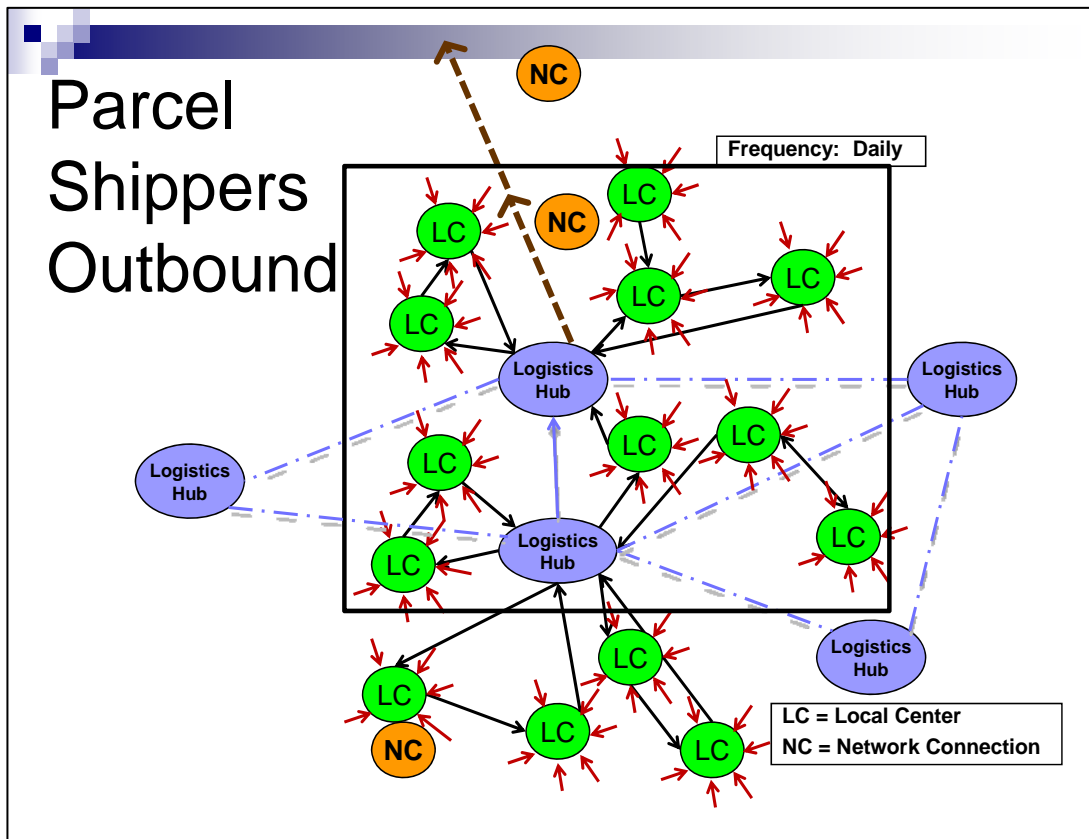 Parcel
Shippers
Outbound
NC
Frequency:  Daily
LC
LC
NC
LC
LC
LC
LC
Logistics
Hub
Logistics
Hub
LC
LC
LC
Logistics
Hub
LC
LC
Logistics
Hub
LC
LC
Logistics
Hub
LC
NC
LC
LC
LC = Local Center
NC = Network Connection